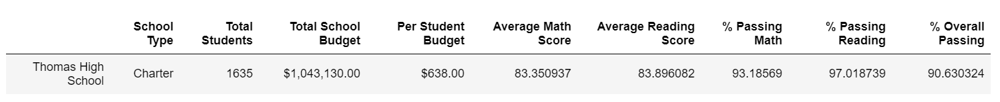 School Type Total Students Total School Budget Per Student Budget Average Math Score Average Reading Score % Passing Math % Passing Reading % Overall Passing
Thomas High School Charter 1635 $1,043,130.00 $638.00 83.350937 83.896082 93.18569 97.018739 90.630324